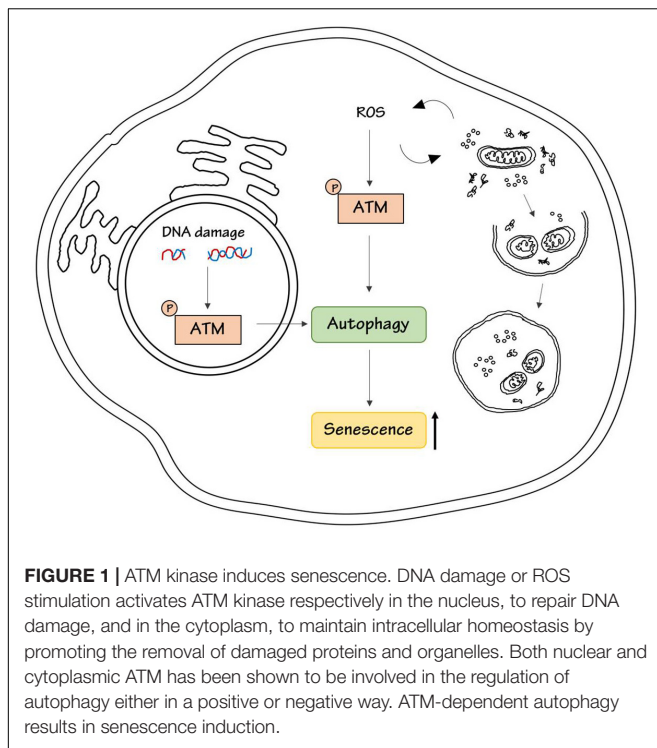 ROS
P
ATM
DNA damage
P
ATM
Autophagy
Senescence
FIGURE 1 | ATM kinase induces senescence. DNA damage or ROS
stimulation activates ATM kinase respectively in the nucleus, to repair DNA
damage, and in the cytoplasm, to maintain intracellular homeostasis by
promoting the removal of damaged proteins and organelles. Both nuclear and
cytoplasmic ATM has been shown to be involved in the regulation of
autophagy either in a positive or negative way. ATM-dependent autophagy
results in senescence induction.